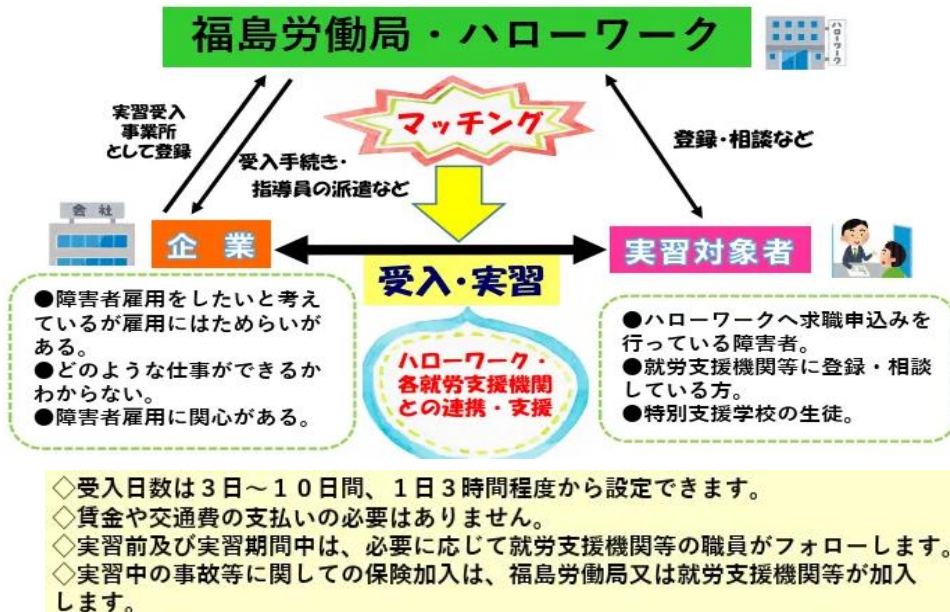 福島労働局・ハローワーク
ハローワーク
マッチング
実習受入
事業所
として登録
受入手続き・
指導員の派遣など
登録・相談など
会社
企業
受入・実習
実習対象者
●障害者雇用をしたいと考え
ているが雇用にはためらいが
ある。
●どのような仕事ができるか
わからない。
●障害者雇用に関心がある。
ハローワーク・
各就労支援機関
との連携・支援
●ハローワークへ求職申込みを
行っている障害者。
●就労支援機関等に登録・相談
している方。
●特別支援学校の生徒。
◇受入日数は3日～10日間、1日3時間程度から設定できます。
◇賃金や交通費の支払いの必要はありません。
◇実習前及び実習期間中は、必要に応じて就労支援機関等の職員がフォローします。
◇実習中の事故等に関しての保険加入は、福島労働局又は就労支援機関等が加入
します。